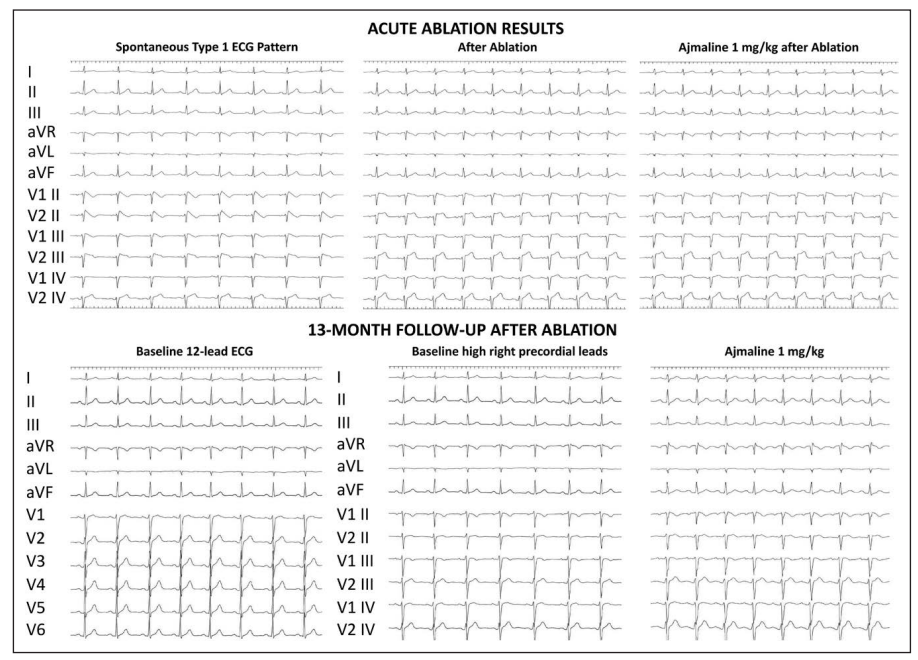 ACUTE ABLATION RESULTS
Spontaneous Type 1 ECG Pattern
After Ablation
Ajmaline 1 mg/kg after Ablation
I
II
III
aVR
aVL
aVF
V1 II
V2 II
V1 III
V2 III
V1 IV
V2 IV
13-MONTH FOLLOW-UP AFTER ABLATION
Baseline 12-lead ECG
Baseline high right precordial leads
Ajmaline 1 mg/kg
I
II
III
aVR
aVL
aVF
V1
V2
V3
V4
V5
V6
I
II
III
aVR
aVL
aVF
V1 II
V2 II
V1 III
V2 III
V1 IV
V2 IV